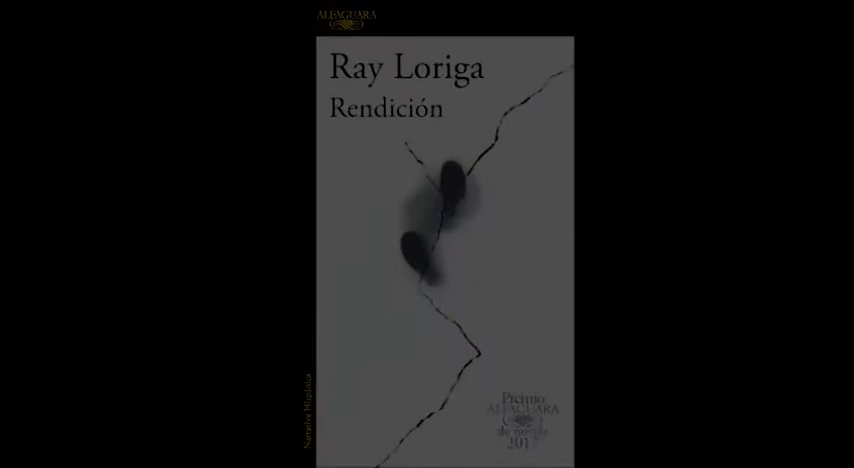 ALFAGUARA
Ray Loriga
Rendición
Narrativa Hispánica
Premio
ALFAGUARA
de novela
2017